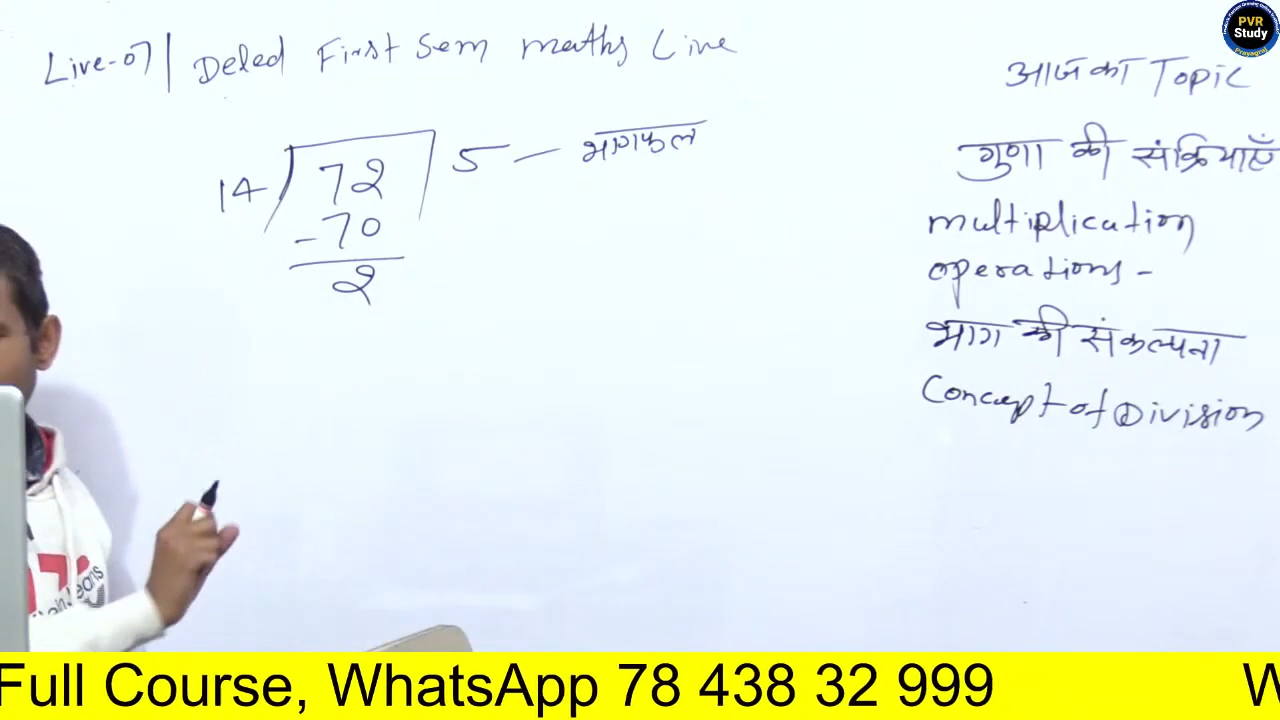 Live-07 | Deled First Sem maths Live
14 72 5 — भागफल
-70
2
आज का Topic
गुणा की संक्रियाएँ
multiplication
operations -
भाग की संकल्पना
Concept of Division
PVR
Study
Prayagraj
Full Course, WhatsApp 78 438 32 999 W